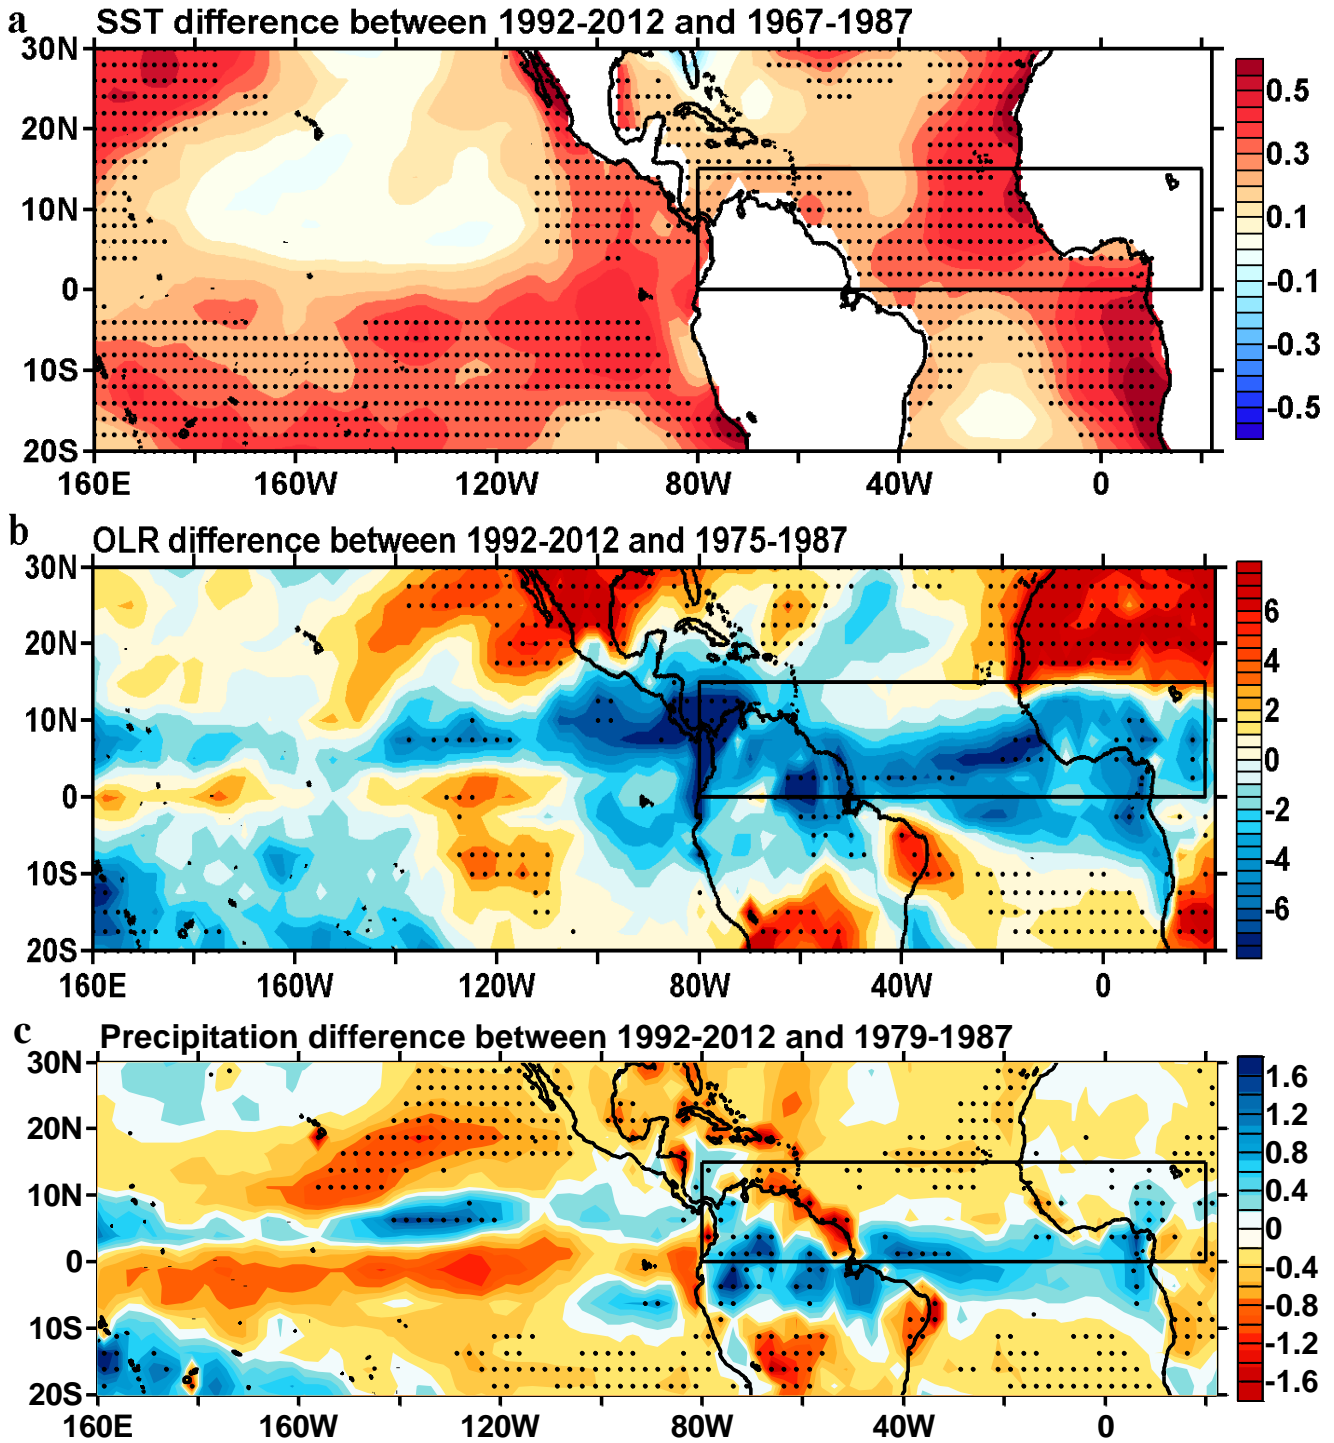 a SST difference between 1992-2012 and 1967-1987
30N
20N
10N
0
10S
20S
160E 160W 120W 80W 40W 0
0.5
0.3
0.1
-0.1
-0.3
-0.5
b OLR difference between 1992-2012 and 1975-1987
30N
20N
10N
0
10S
20S
160E 160W 120W 80W 40W 0
6
4
2
0
-2
-4
-6
c Precipitation difference between 1992-2012 and 1979-1987
30N
20N
10N
0
10S
20S
160E 160W 120W 80W 40W 0
1.6
1.2
0.8
0.4
0
-0.4
-0.8
-1.2
-1.6